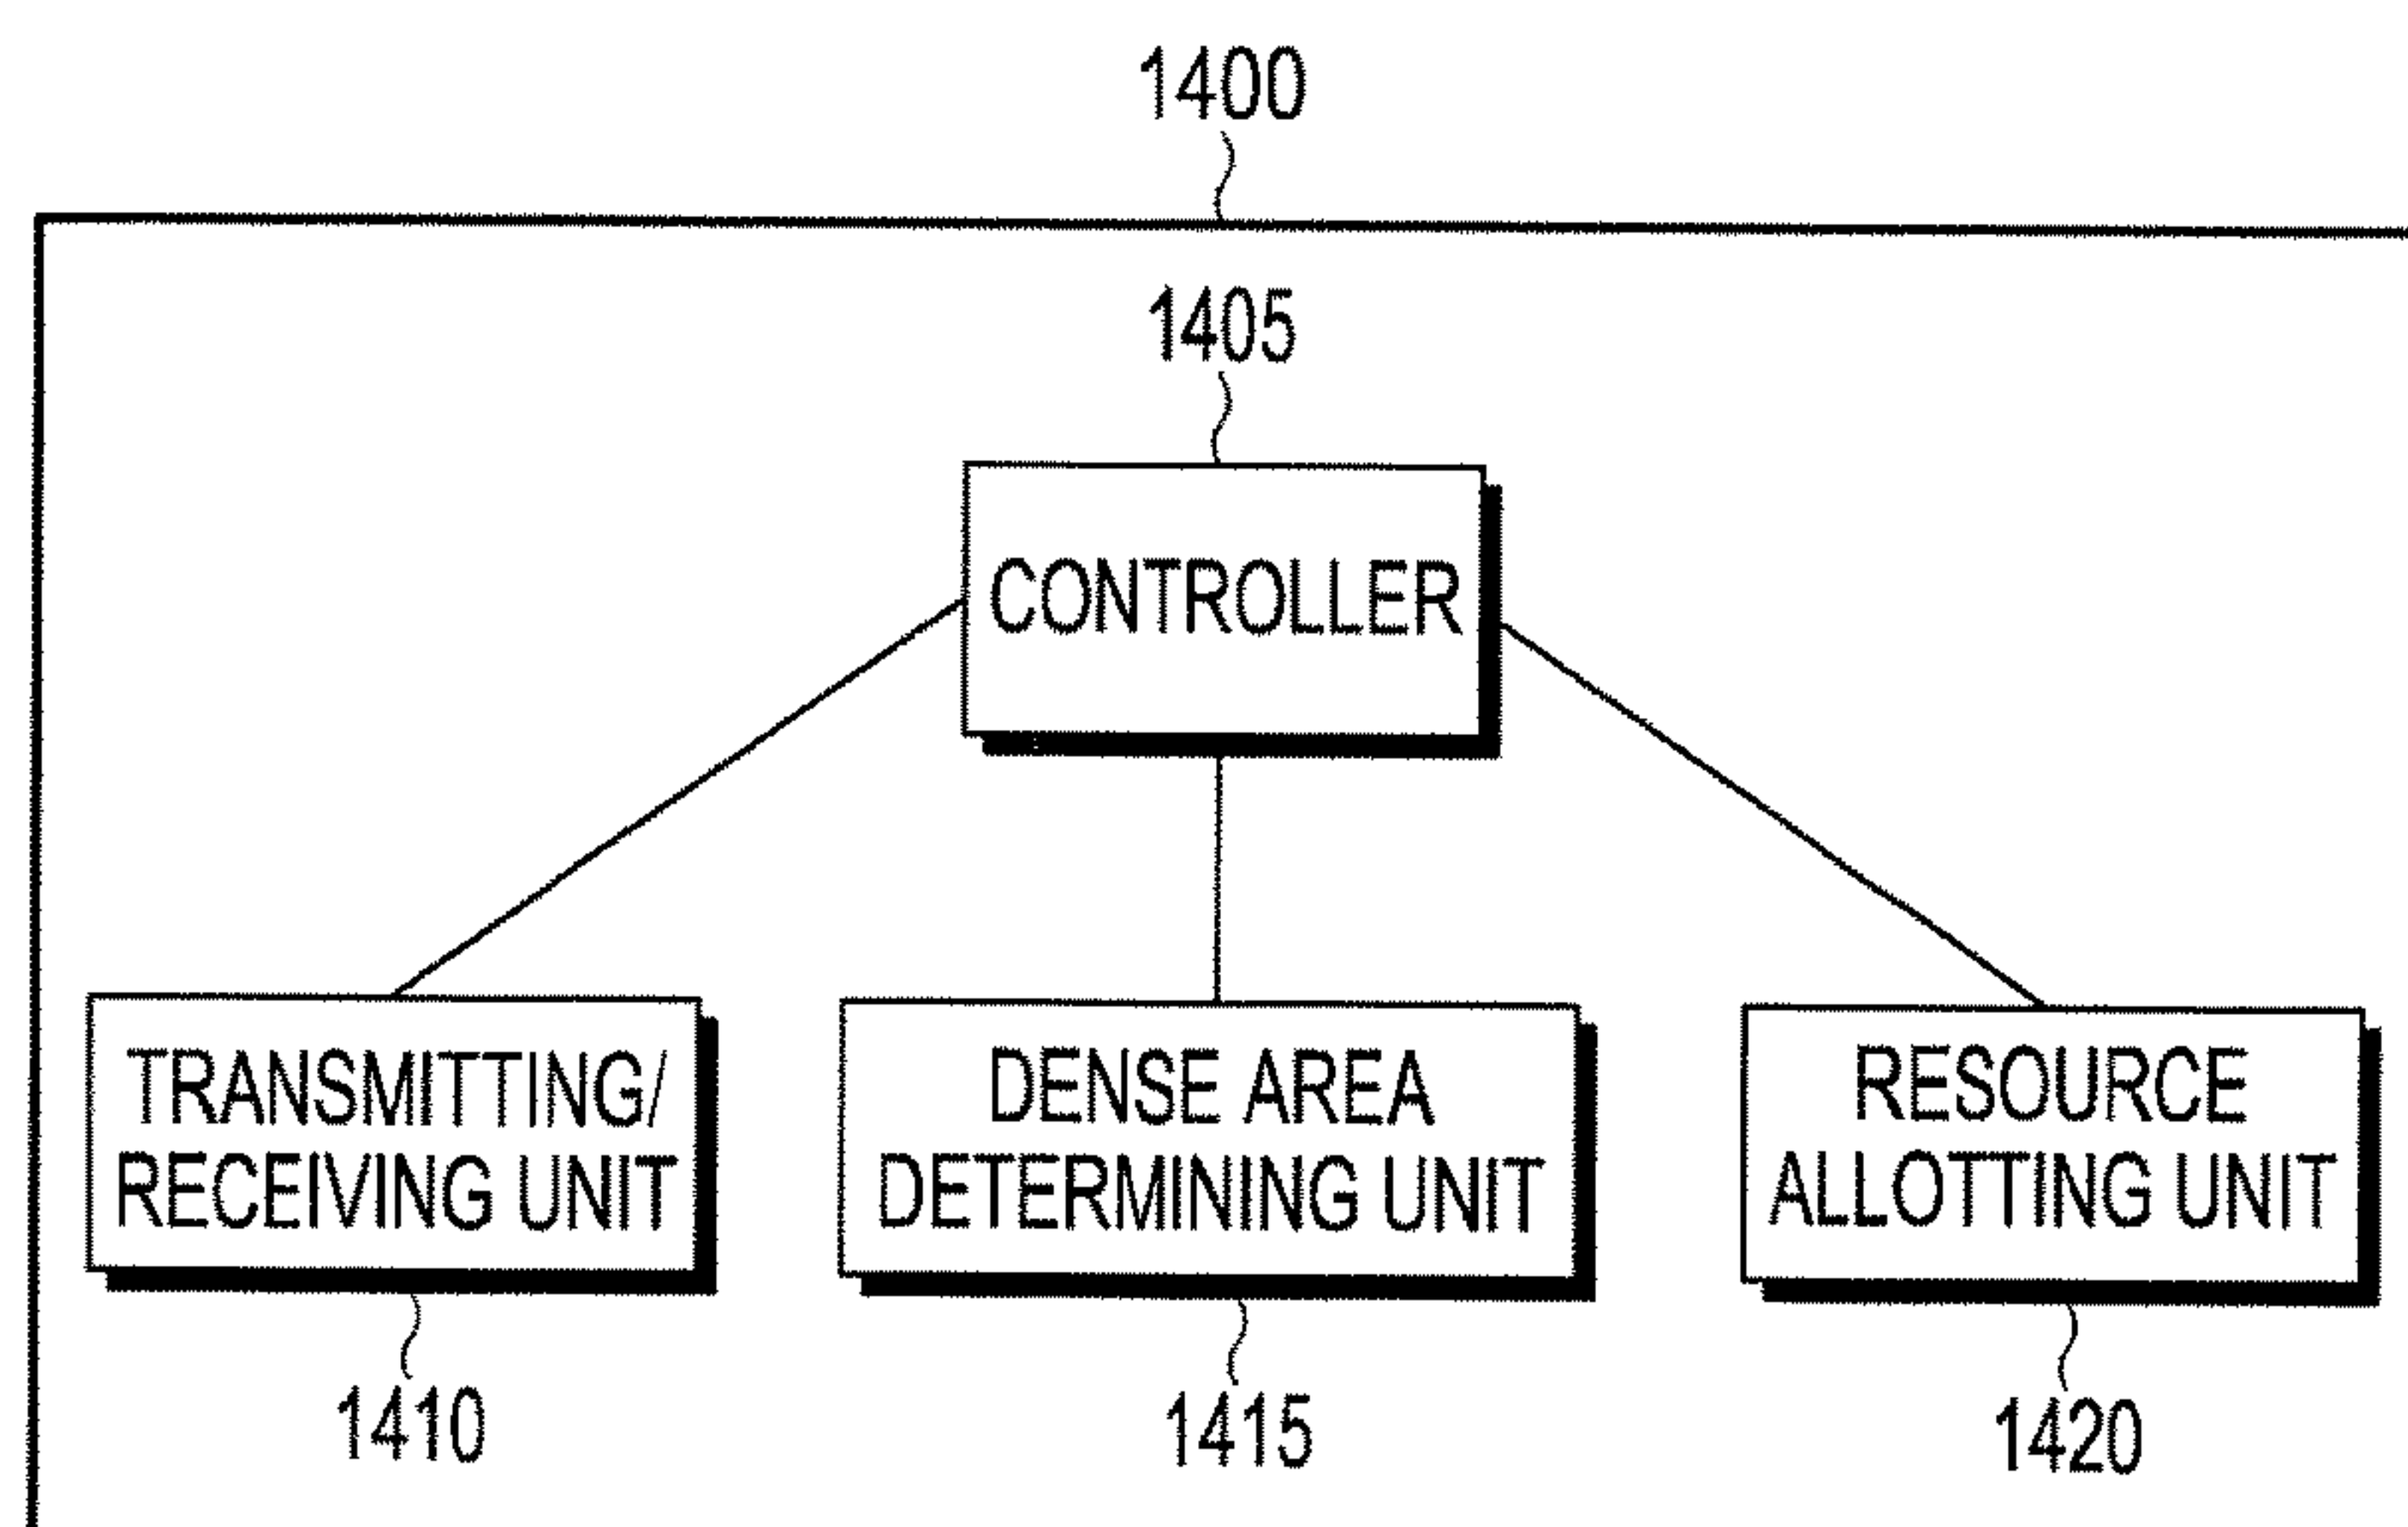 1400
1405
CONTROLLER
TRANSMITTING/
RECEIVING UNIT
DENSE AREA
DETERMINING UNIT
RESOURCE
ALLOTTING UNIT
1410
1415
1420